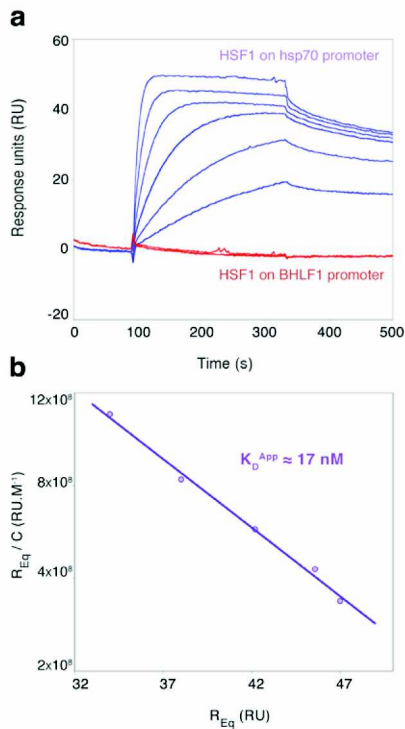 a
60
40
20
0
-20
Response units (RU)
HSF1 on hsp70 promoter
HSF1 on BHLF1 promoter
0 100 200 300 400 500
Time (s)
b
12x10⁸
8x10⁸
4x10⁸
2x10⁸
R_Eq / C (RU.M⁻¹)
K_D^App ≈ 17 nM
32 37 42 47
R_Eq (RU)